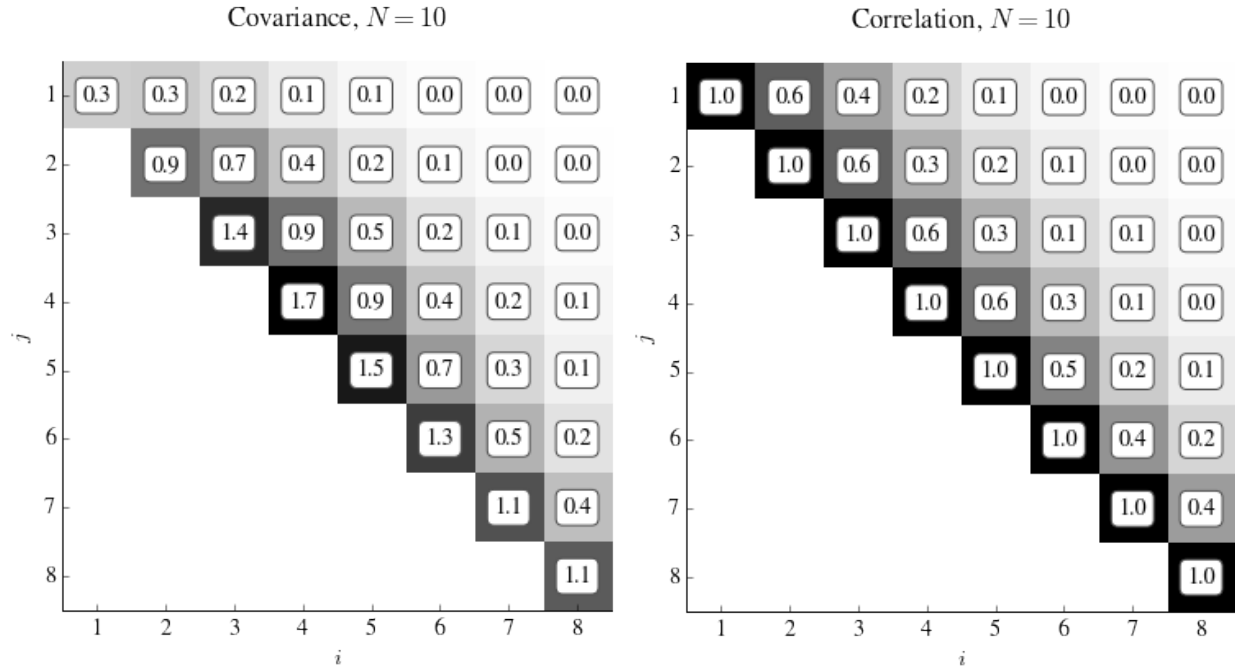 Covariance, N = 10
1 0.3 0.3 0.2 0.1 0.1 0.0 0.0 0.0
2 0.9 0.7 0.4 0.2 0.1 0.0 0.0
3 1.4 0.9 0.5 0.2 0.1 0.0
4 1.7 0.9 0.4 0.2 0.1
j
5 1.5 0.7 0.3 0.1
6 1.3 0.5 0.2
7 1.1 0.4
8 1.1
1 2 3 4 5 6 7 8
i
Correlation, N = 10
1 1.0 0.6 0.4 0.2 0.1 0.0 0.0 0.0
2 1.0 0.6 0.3 0.2 0.1 0.0 0.0
3 1.0 0.6 0.3 0.1 0.1 0.0
4 1.0 0.6 0.3 0.1 0.0
j
5 1.0 0.5 0.2 0.1
6 1.0 0.4 0.2
7 1.0 0.4
8 1.0
1 2 3 4 5 6 7 8
i